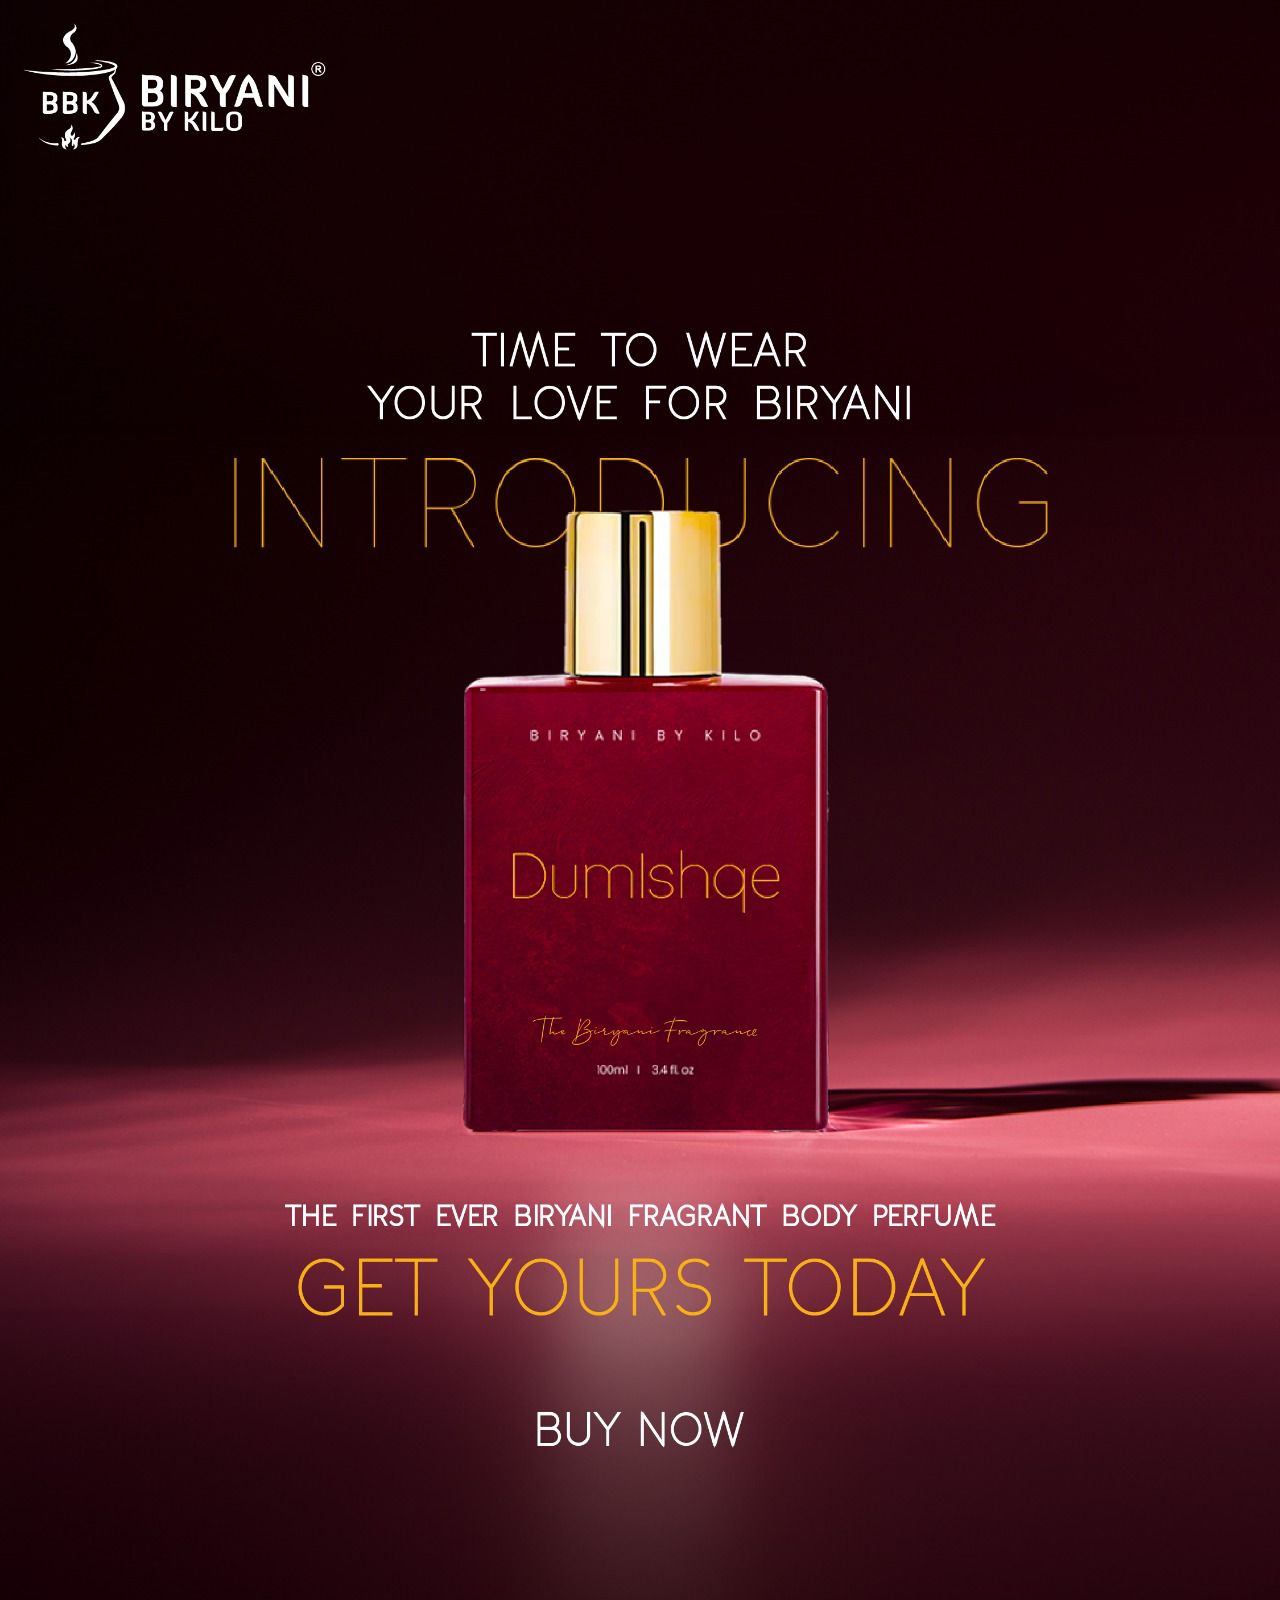 BBK
BIRYANI®
BY KILO
TIME TO WEAR
YOUR LOVE FOR BIRYANI
INTRODUCING
BIRYANI BY KILO
DumIshqe
The Biryani Fragrance
100ml | 3.4 fl. oz
THE FIRST EVER BIRYANI FRAGRANT BODY PERFUME
GET YOURS TODAY
BUY NOW